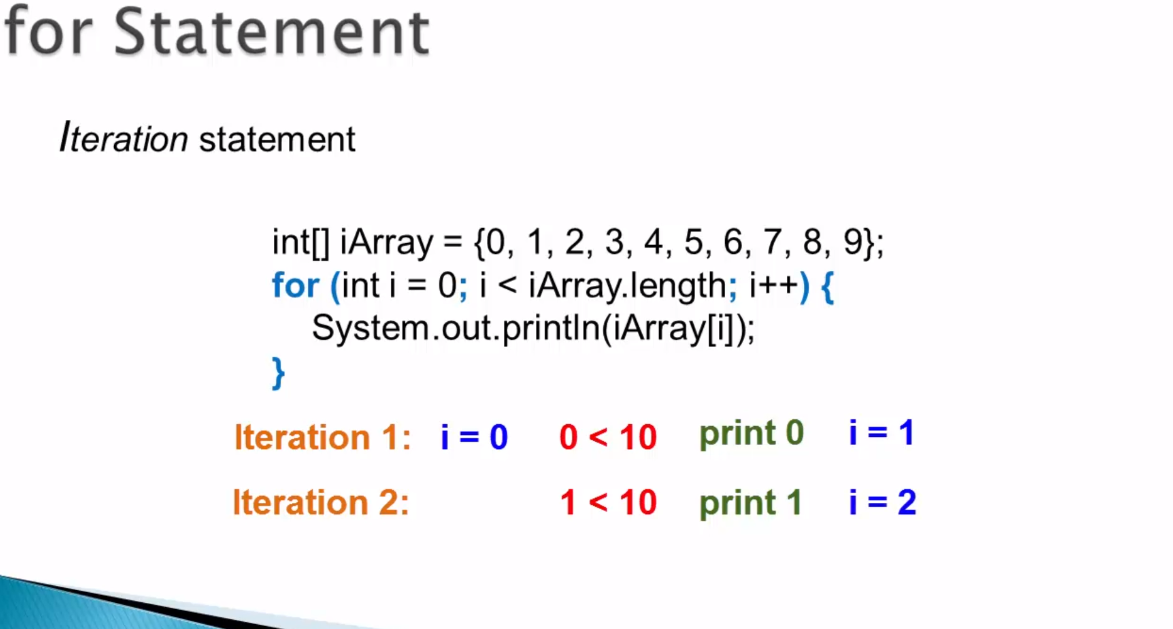 for Statement
Iteration statement
int[] iArray = {0, 1, 2, 3, 4, 5, 6, 7, 8, 9};
for (int i = 0; i < iArray.length; i++) {
System.out.println(iArray[i]);
}
Iteration 1: i = 0 0 < 10 print 0 i = 1
Iteration 2: 1 < 10 print 1 i = 2